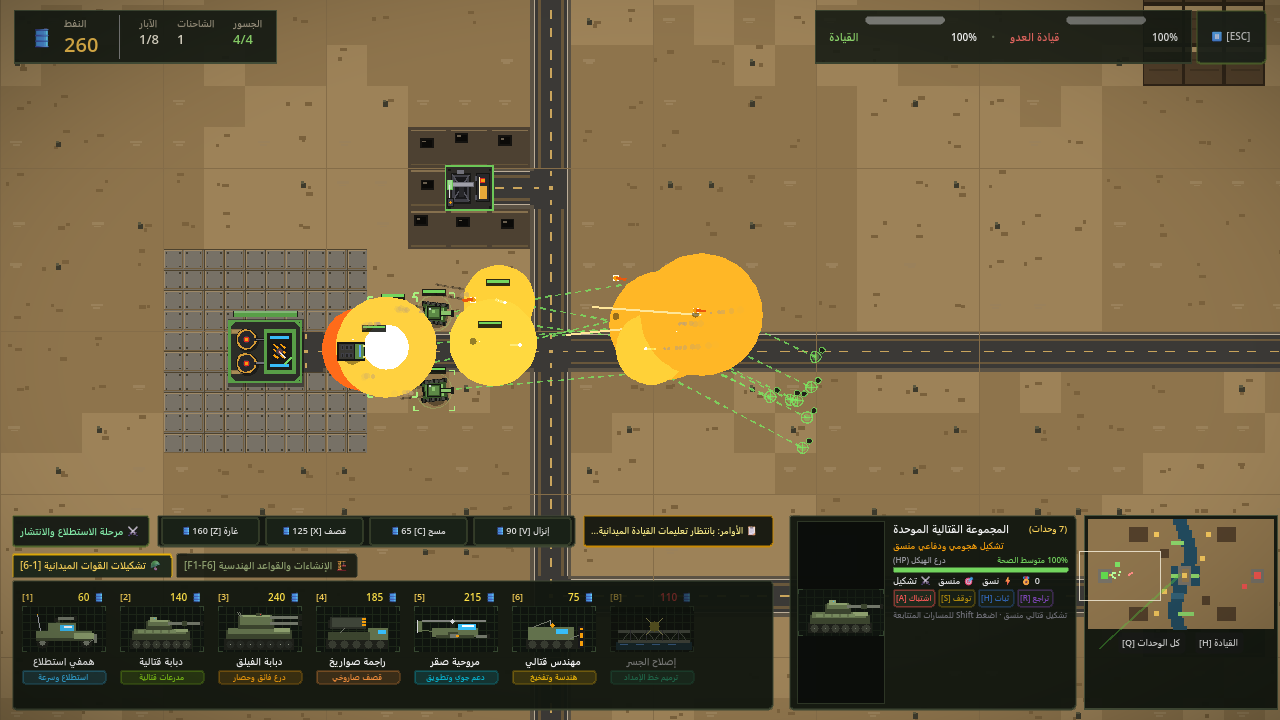 النفط
260
الآبار
1/8
الشاحنات
1
الجسور
4/4
القيادة 100% • قيادة العدو 100%
[ESC]
مرحلة الاستطلاع والانتشار
غارة [Z] 160
قصف [X] 125
مسح [C] 65
إنزال [V] 90
الأوامر: بانتظار تعليمات القيادة الميدانية...
تشكيلات القوات الميدانية [6-1]
الإنشاءات والقواعد الهندسية [F1-F6]
[1] 60
همفي استطلاع
استطلاع وسرعة
[2] 140
دبابة قتالية
مدرعات قتالية
[3] 240
دبابة الفيلق
درع فائق وحصار
[4] 185
راجمة صواريخ
قصف صاروخي
[5] 215
مروحية صقر
دعم جوي وتطويق
[6] 75
مهندس قتالي
هندسة وتفخيخ
[B] 110
إصلاح الجسر
ترميم خط الإمداد
المجموعة القتالية الموحدة (7 وحدات)
تشكيل هجومي ودفاعي متسق
درع الهيكل (HP) 100% متوسط الصحة
تشكيل متسق نسق 0
اشتباك [A] توقف [S] ثبات [H] تراجع [R]
تشكيل قتالي متسق · اضغط Shift للمسارات المتتابعة
كل الوحدات [Q] القيادة [H]